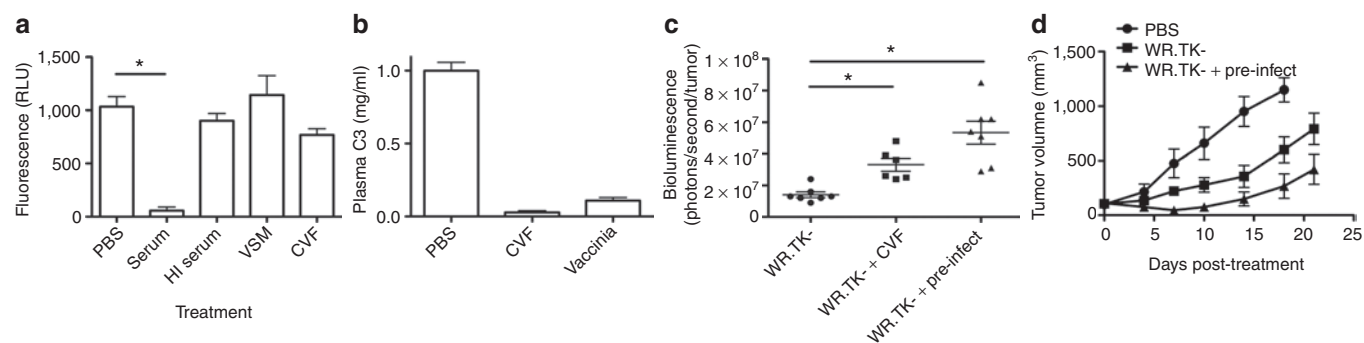 a
Fluorescence (RLU)
1,500
1,000
500
0
*
PBS
Serum
HI serum
VSM
CVF
Treatment
b
Plasma C3 (mg/ml)
1.0
0.5
0.0
PBS
CVF
Vaccinia
c
Bioluminescence
(photons/second/tumor)
1 × 10⁸
8 × 10⁷
6 × 10⁷
4 × 10⁷
2 × 10⁷
0
*
*
WR.TK-
WR.TK- + CVF
WR.TK- + pre-infect
d
PBS
WR.TK-
WR.TK- + pre-infect
Tumor volumne (mm³)
1,500
1,000
500
0
0 5 10 15 20 25
Days post-treatment